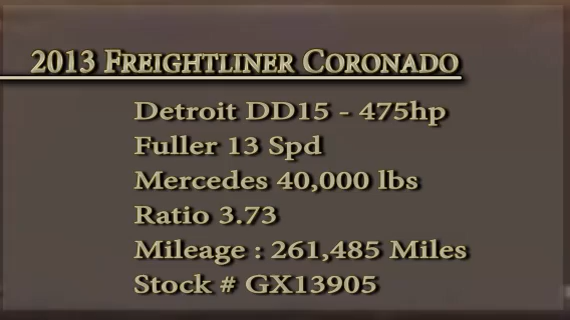 2013 FREIGHTLINER CORONADO
Detroit DD15 - 475hp
Fuller 13 Spd
Mercedes 40,000 lbs
Ratio 3.73
Mileage : 261,485 Miles
Stock # GX13905